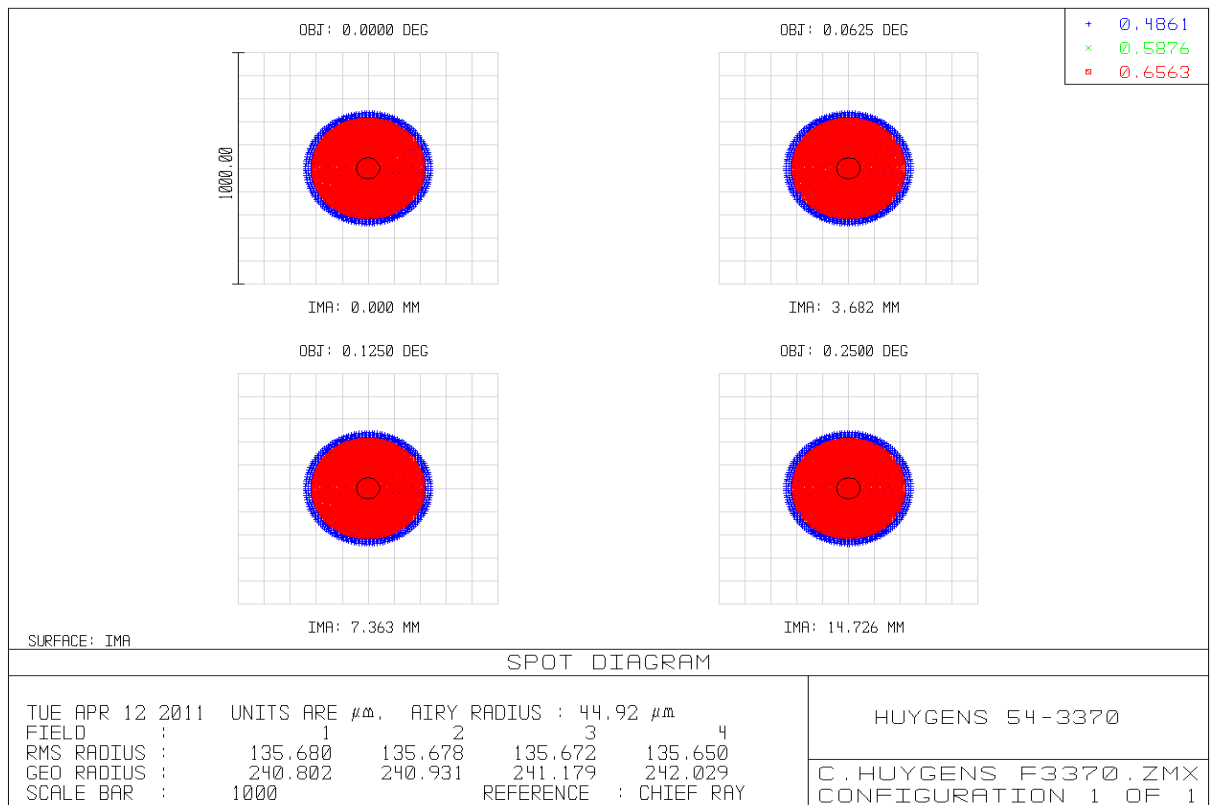 OBJ: 0.0000 DEG
OBJ: 0.0625 DEG
+ 0.4861
× 0.5876
0.6563
1000.00
IMA: 0.000 MM
IMA: 3.682 MM
OBJ: 0.1250 DEG
OBJ: 0.2500 DEG
IMA: 7.363 MM
IMA: 14.726 MM
SURFACE: IMA
SPOT DIAGRAM
TUE APR 12 2011 UNITS ARE µm. AIRY RADIUS : 44.92 µm
FIELD : 1 2 3 4
RMS RADIUS : 135.680 135.678 135.672 135.650
GEO RADIUS : 240.802 240.931 241.179 242.029
SCALE BAR : 1000 REFERENCE : CHIEF RAY
HUYGENS 54-3370
C.HUYGENS F3370.ZMX
CONFIGURATION 1 OF 1